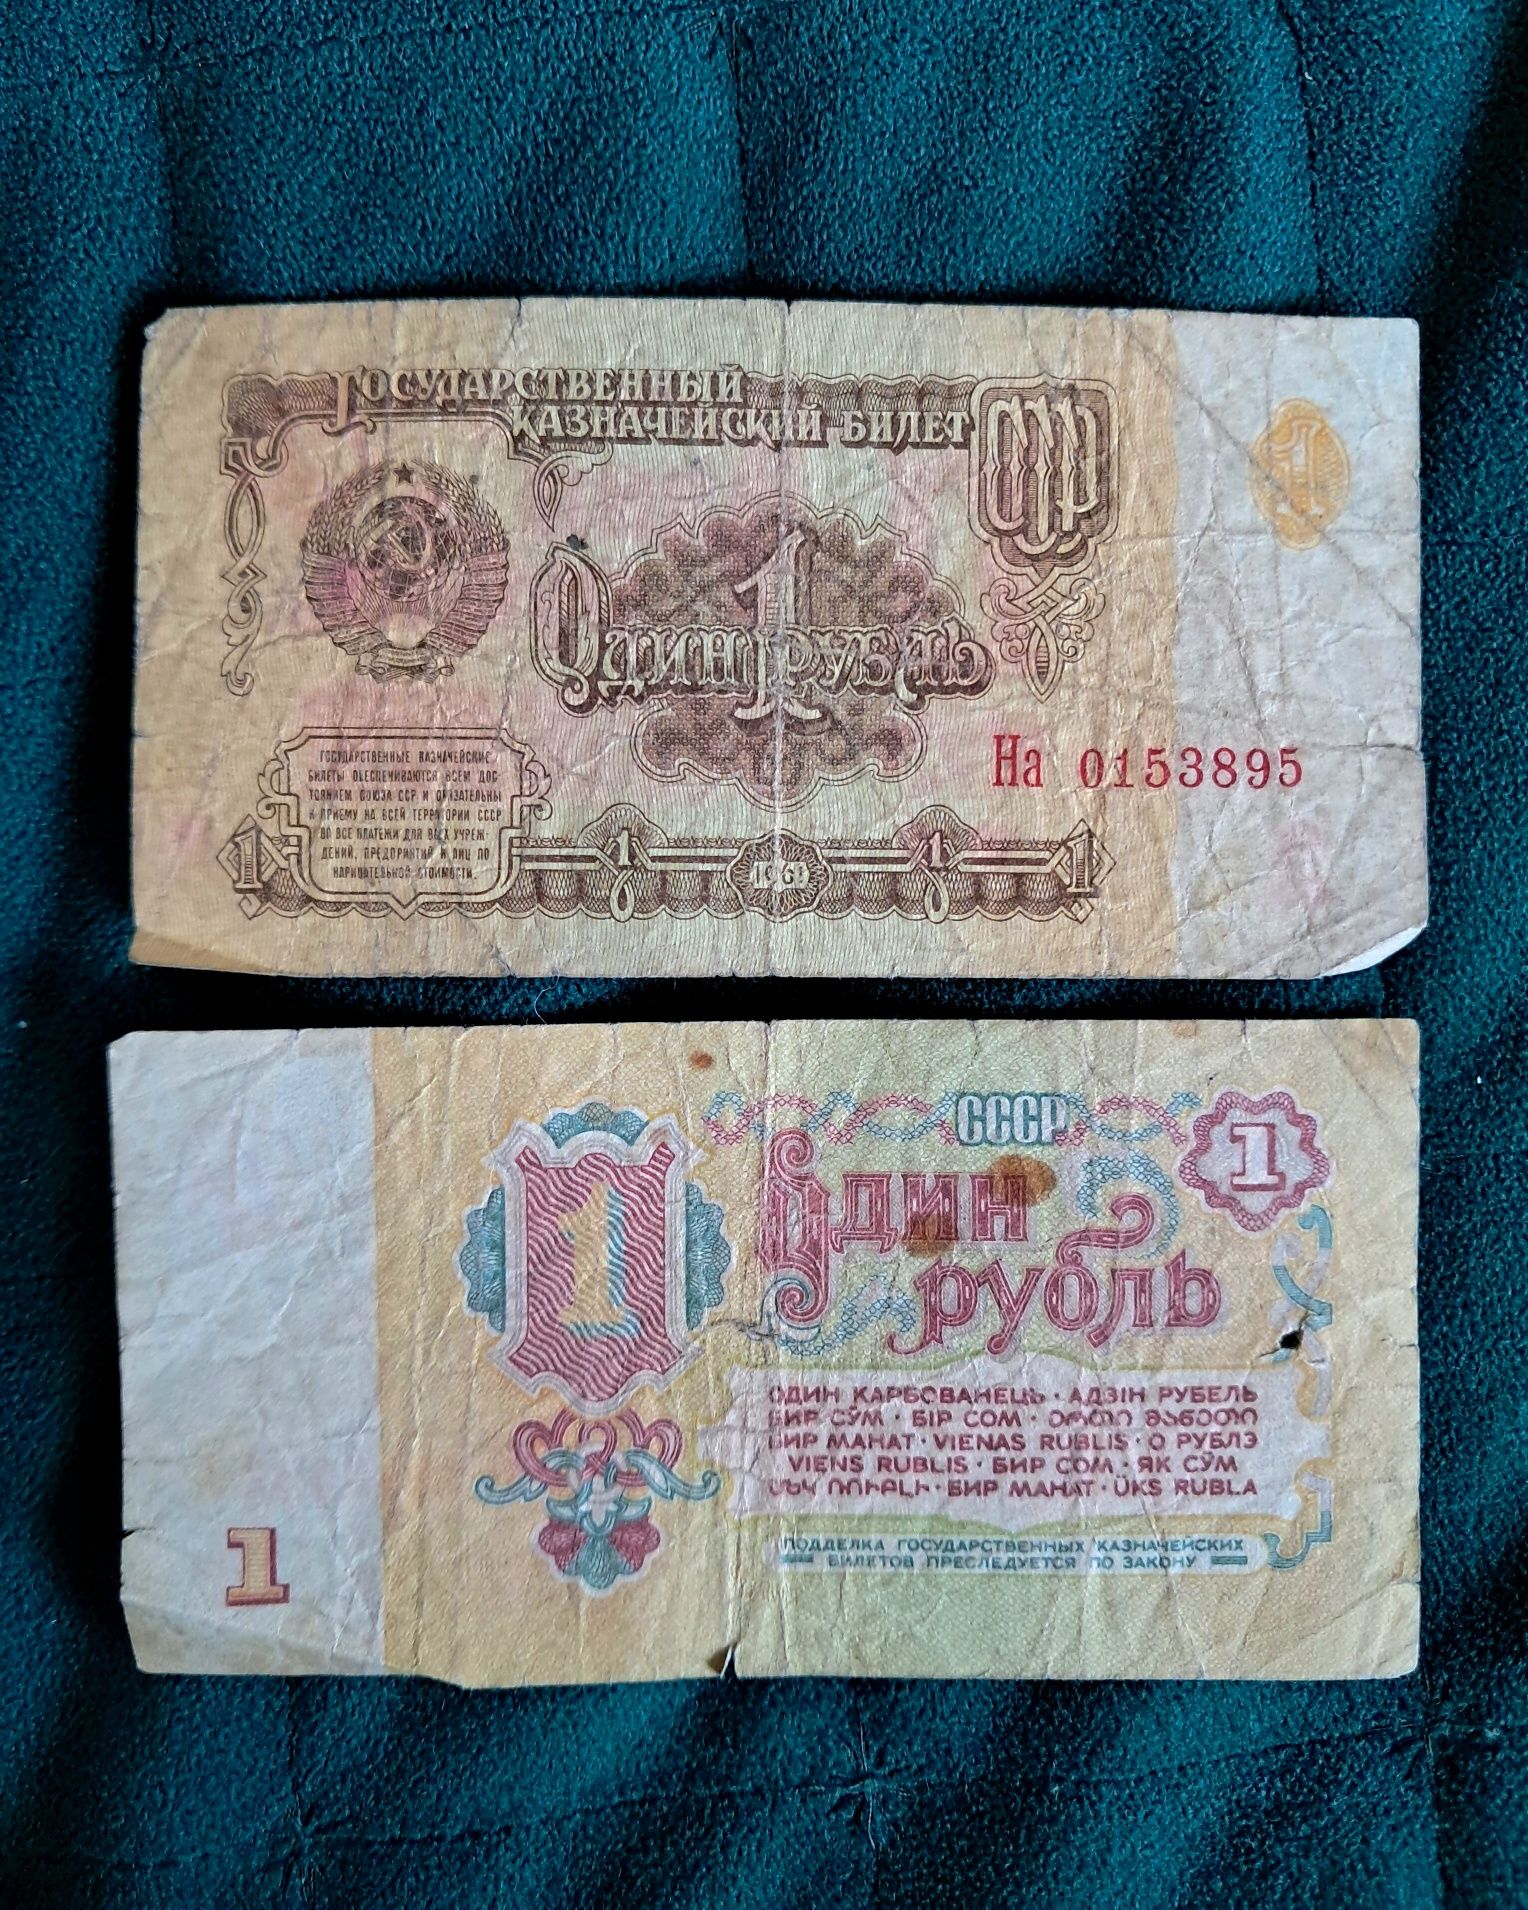 ГОСУДАРСТВЕННЫЙ
КАЗНАЧЕЙСКИЙ БИЛЕТ
1
1
ОДИН РУБЛЬ
На 0153895
ГОСУДАРСТВЕННЫЕ КАЗНАЧЕЙСКИЕ
БИЛЕТЫ ОБЕСПЕЧИВАЮТСЯ ВСЕМ ДОС-
ТОЯНИЕМ СОЮЗА ССР И ОБЯЗАТЕЛЬНЫ
К ПРИЕМУ НА ВСЕЙ ТЕРРИТОРИИ СССР
ВО ВСЕ ПЛАТЕЖИ ДЛЯ ВСЕХ УЧРЕЖ-
ДЕНИЙ, ПРЕДПРИЯТИЙ И ЛИЦ ПО
НАРИЦАТЕЛЬНОЙ СТОИМОСТИ.
1 1 1961 1 1
СССР
1
1
Один
рубль
ОДИН КАРБОВАНЕЦЬ · АДЗІН РУБЕЛЬ
БИР СЎМ · БІР СОМ · ᲔᲠᲗᲘ ᲛᲐᲜᲔᲗᲘ
БИР МАНАТ · VIENAS RUBLIS · О РУБЛЭ
VIENS RUBLIS · БИР СОМ · ЯК СЎМ
ՄԵԿ ՌՈՒԲԼԻ · БИР МАНАТ · ÜKS RUBLA
ПОДДЕЛКА ГОСУДАРСТВЕННЫХ КАЗНАЧЕЙСКИХ
БИЛЕТОВ ПРЕСЛЕДУЕТСЯ ПО ЗАКОНУ
1